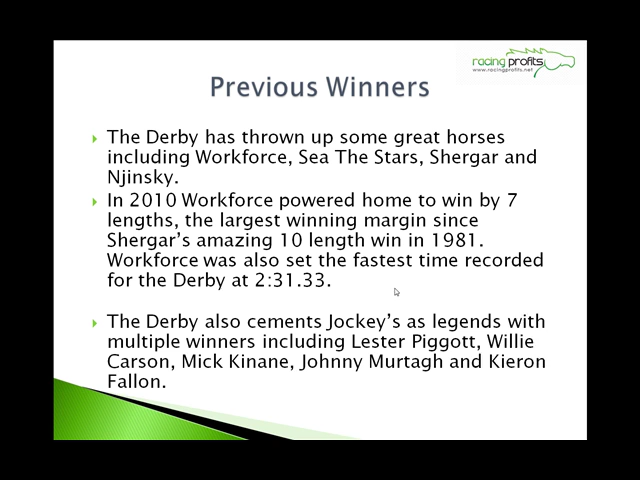 racing profits
www.racingprofits.net
Previous Winners
The Derby has thrown up some great horses
including Workforce, Sea The Stars, Shergar and
Njinsky.
In 2010 Workforce powered home to win by 7
lengths, the largest winning margin since
Shergar's amazing 10 length win in 1981.
Workforce was also set the fastest time recorded
for the Derby at 2:31.33.
The Derby also cements Jockey's as legends with
multiple winners including Lester Piggott, Willie
Carson, Mick Kinane, Johnny Murtagh and Kieron
Fallon.